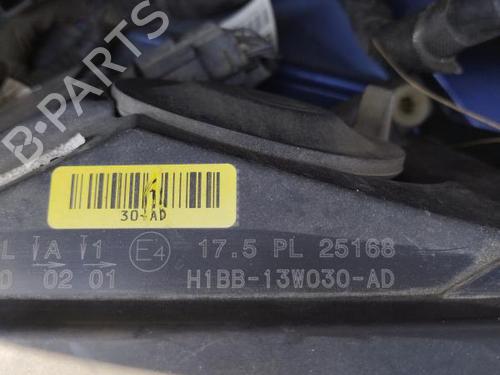 B-PARTS
30-AD
L A 1 E4 17.5 PL 25168
0 02 01 H1BB-13W030-AD